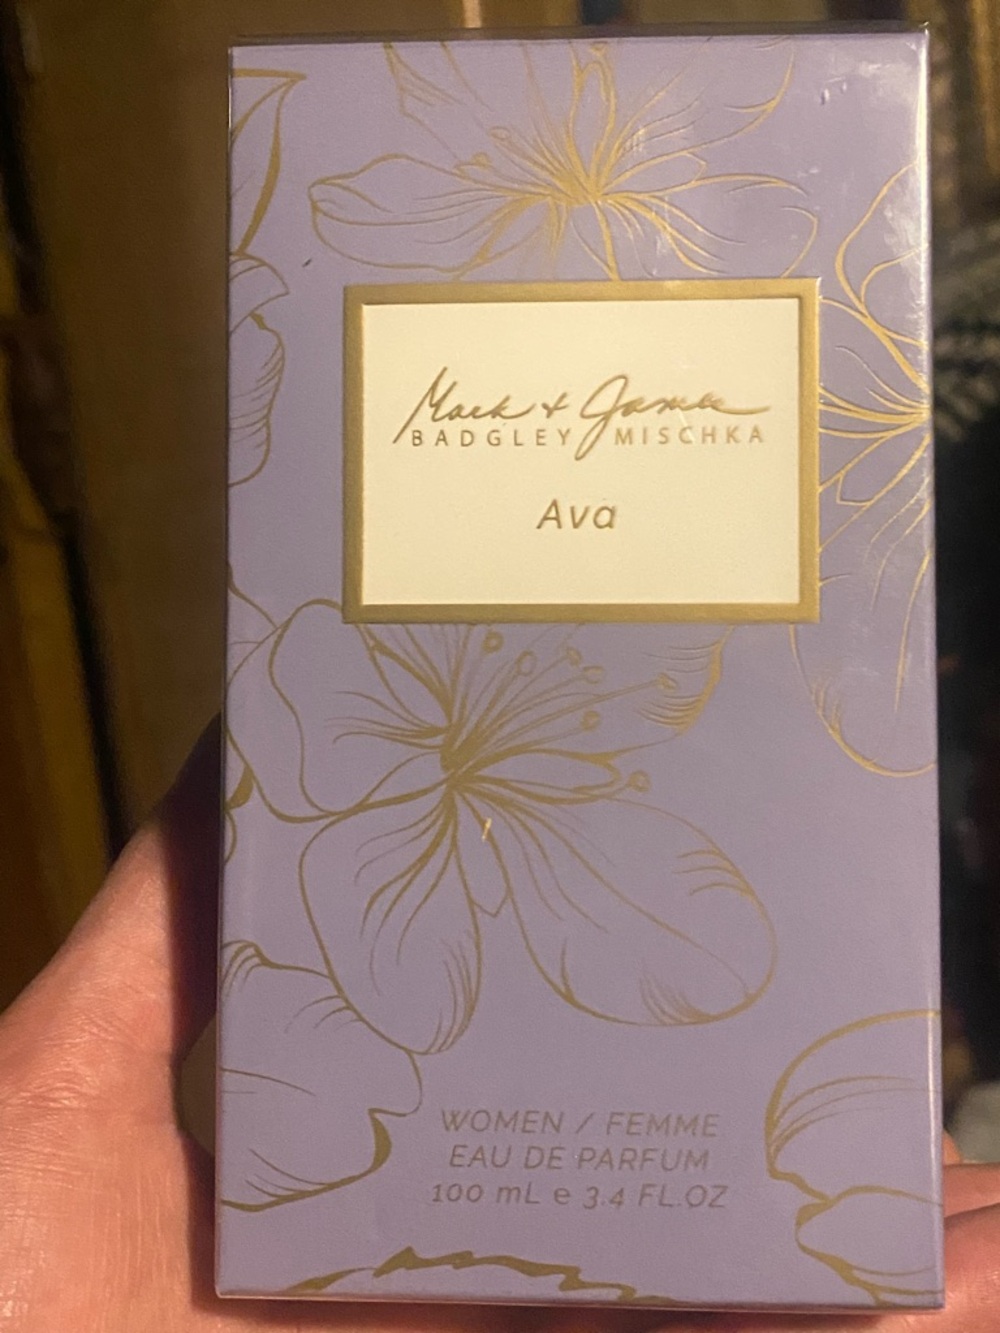 Mark + James
BADGLEY MISCHKA
Ava
WOMEN / FEMME
EAU DE PARFUM
100 mL e 3.4 FL.OZ